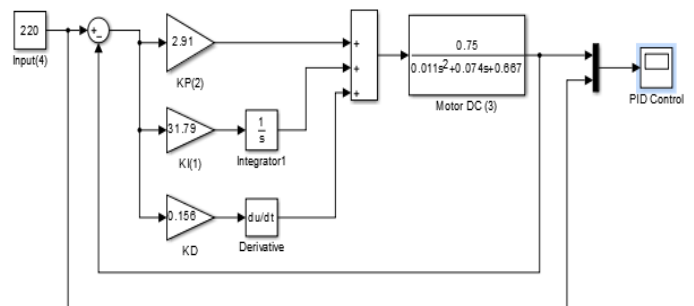 220
Input(4)
+
-
2.91
KP(2)
31.79
KI(1)
1
s
Integrator1
0.156
KD
du/dt
Derivative
+
+
+
0.75
0.011s²+0.074s+0.667
Motor DC (3)
PID Control